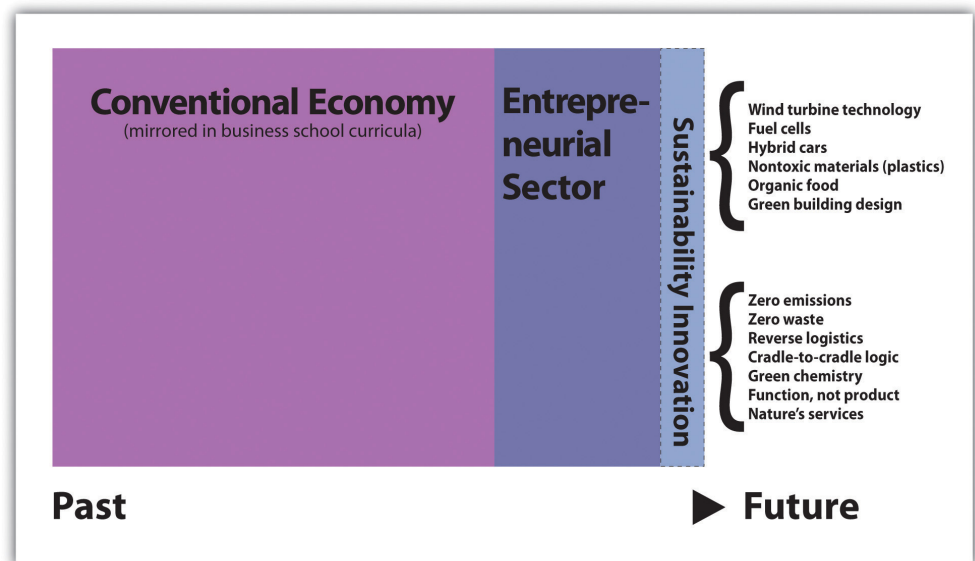 Conventional Economy
(mirrored in business school curricula)
Entrepre-
neurial
Sector
Sustainability Innovation
Wind turbine technology
Fuel cells
Hybrid cars
Nontoxic materials (plastics)
Organic food
Green building design
Zero emissions
Zero waste
Reverse logistics
Cradle-to-cradle logic
Green chemistry
Function, not product
Nature's services
Past
Future